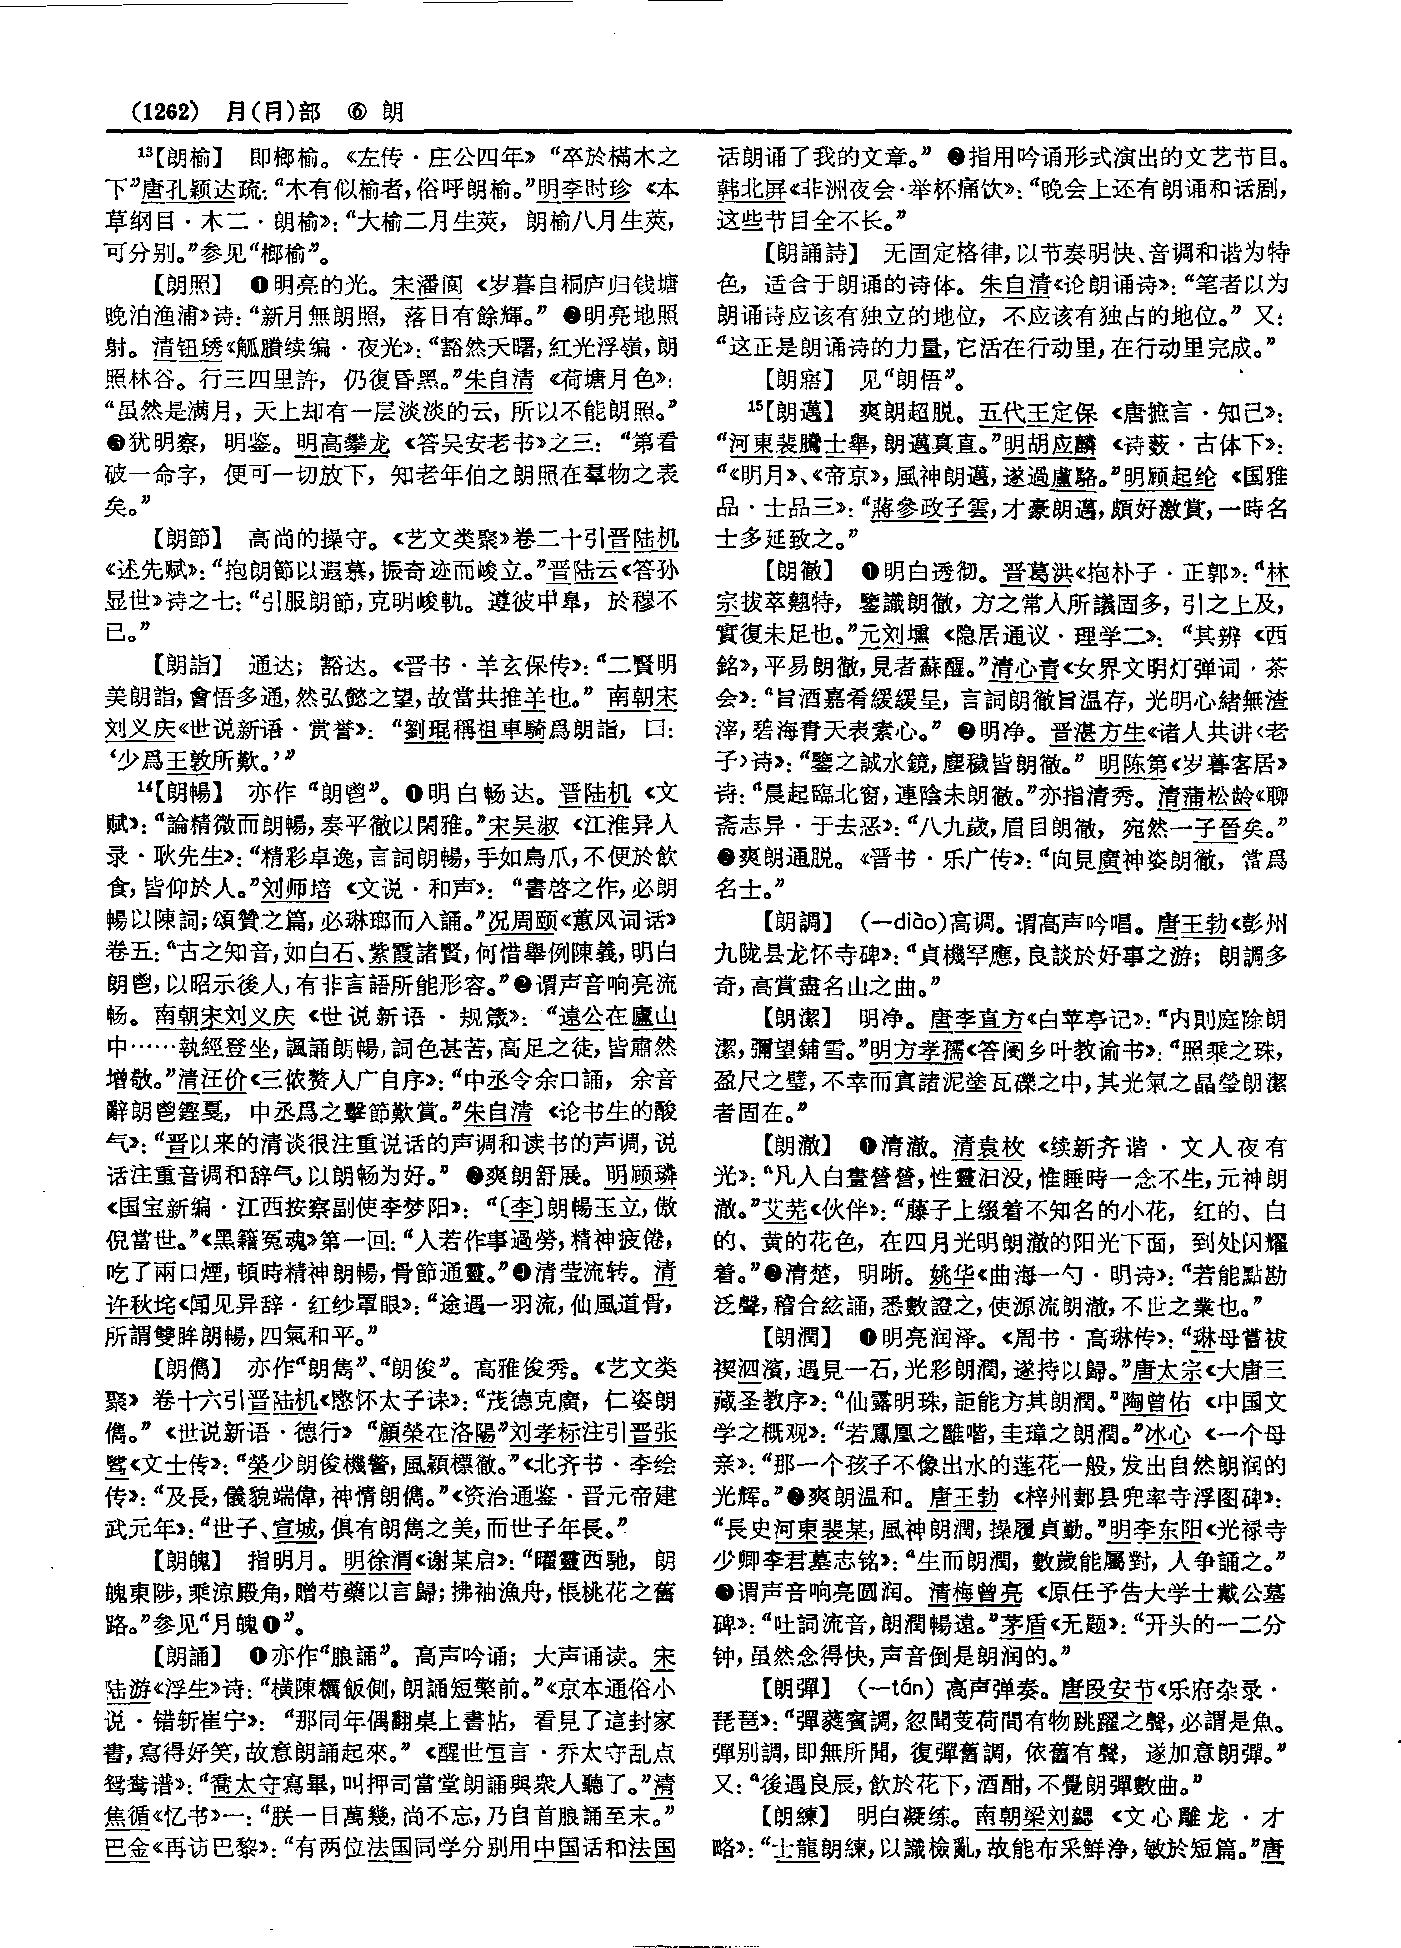 (1262) 月(⺝)部 ⑥ 朗
13【朗榆】 即榔榆。《左传·庄公四年》“卒於樠木之
下”唐孔颖达疏:“木有似榆者,俗呼朗榆。”明李时珍《本
草纲目·木二·朗榆》:“大榆二月生莢, 朗榆八月生莢,
可分别。”参见“榔榆”。
【朗照】 ❶明亮的光。宋潘阆《岁暮自桐庐归钱塘
晚泊渔浦》诗:“新月無朗照, 落日有餘輝。” ❷明亮地照
射。清钮琇《觚賸续编·夜光》:“豁然天曙,紅光浮嶺,朗
照林谷。行三四里許, 仍復昏黑。”朱自清《荷塘月色》:
“虽然是满月,天上却有一层淡淡的云,所以不能朗照。”
❸犹明察,明鉴。明高攀龙《答吴安老书》之三:“第看
破一命字, 便可一切放下, 知老年伯之朗照在羣物之表
矣。”
【朗節】 高尚的操守。《艺文类聚》卷二十引晋陆机
《述先赋》:“抱朗節以遐慕,振奇迹而峻立。”晋陆云《答孙
显世》诗之七:“引服朗節,克明峻軌。遵彼中臯, 於穆不
已。”
【朗詣】 通达;豁达。《晋书·羊玄保传》:“二賢明
美朗詣,會悟多通,然弘懿之望,故當共推羊也。” 南朝宋
刘义庆《世说新语·赏誉》: “劉琨稱祖車騎爲朗詣, 曰:
‘少爲王敦所歎。’”
14【朗暢】 亦作“朗鬯”。❶明白畅达。晋陆机《文
赋》:“論精微而朗暢,奏平徹以閑雅。”宋吴淑《江淮异人
录·耿先生》:“精彩卓逸,言詞朗暢,手如鳥爪,不便於飲
食,皆仰於人。”刘师培《文说·和声》: “書啓之作,必朗
暢以陳詞;頌贊之篇,必琳瑯而入誦。”况周颐《蕙风词话》
卷五:“古之知音,如白石、紫霞諸賢,何惜舉例陳義,明白
朗鬯,以昭示後人,有非言語所能形容。”❷谓声音响亮流
畅。南朝宋刘义庆《世说新语·规箴》: “遠公在廬山
中……執經登坐,諷誦朗暢,詞色甚苦,高足之徒,皆肅然
增敬。”清汪价《三侬赘人广自序》:“中丞令余口誦, 余音
辭朗鬯鏗戛, 中丞爲之擊節歎賞。”朱自清《论书生的酸
气》:“晋以来的清谈很注重说话的声调和读书的声调,说
话注重音调和辞气,以朗畅为好。” ❸爽朗舒展。明顾璘
《国宝新编·江西按察副使李梦阳》: “〔李〕朗暢玉立,傲
倪當世。”《黑籍冤魂》第一回:“人若作事過勞,精神疲倦,
吃了兩口煙,頓時精神朗暢,骨節通靈。”❹清莹流转。清
许秋垞《闻见异辞·红纱罩眼》:“途遇一羽流,仙風道骨,
所謂雙眸朗暢,四氣和平。”
【朗儁】 亦作“朗雋”、“朗俊”。高雅俊秀。《艺文类
聚》卷十六引晋陆机《愍怀太子诔》:“茂德克廣, 仁姿朗
儁。”《世说新语·德行》“顧榮在洛陽”刘孝标注引晋张
骘《文士传》:“榮少朗俊機警,風穎標徹。”《北齐书·李绘
传》:“及長,儀貌端偉,神情朗儁。”《资治通鉴·晋元帝建
武元年》:“世子、宣城,俱有朗雋之美,而世子年長。”
【朗魄】 指明月。明徐渭《谢某启》:“曜靈西馳, 朗
魄東陟,乘涼殿角,贈芍藥以言歸;拂袖漁舟,悵桃花之舊
路。”参见“月魄❶”。
【朗誦】 ❶亦作“朖誦”。高声吟诵;大声诵读。宋
陆游《浮生》诗:“横陳糲飯側,朗誦短檠前。”《京本通俗小
说·错斩崔宁》: “那同年偶翻桌上書帖, 看見了這封家
書,寫得好笑,故意朗誦起來。”《醒世恒言·乔太守乱点
鸳鸯谱》:“喬太守寫畢,叫押司當堂朗誦與衆人聽了。”清
焦循《忆书》一:“朕一日萬幾,尚不忘,乃自首朖誦至末。”
巴金《再访巴黎》:“有两位法国同学分别用中国话和法国
话朗诵了我的文章。” ❷指用吟诵形式演出的文艺节目。
韩北屏《非洲夜会·举杯痛饮》:“晚会上还有朗诵和话剧,
这些节目全不长。”
【朗誦詩】 无固定格律,以节奏明快、音调和谐为特
色, 适合于朗诵的诗体。朱自清《论朗诵诗》:“笔者以为
朗诵诗应该有独立的地位, 不应该有独占的地位。”又:
“这正是朗诵诗的力量,它活在行动里,在行动里完成。”
【朗寤】 见“朗悟”。
15【朗邁】 爽朗超脱。五代王定保《唐摭言·知己》:
“河東裴騰士舉,朗邁真直。”明胡应麟《诗薮·古体下》:
“《明月》、《帝京》,風神朗邁,遂過盧駱。”明顾起纶《国雅
品·士品三》:“蔣參政子雲,才豪朗邁,頗好激賞,一時名
士多延致之。”
【朗徹】 ❶明白透彻。晋葛洪《抱朴子·正郭》:“林
宗拔萃翹特, 鑒識朗徹,方之常人所議固多, 引之上及,
實復未足也。”元刘壎《隐居通议·理学二》: “其辨《西
銘》,平易朗徹,見者蘇醒。”清心青《女界文明灯弹词·茶
会》:“旨酒嘉肴緩緩呈, 言詞朗徹旨温存, 光明心緒無渣
滓,碧海青天表素心。” ❷明净。晋湛方生《诸人共讲〈老
子〉诗》:“鑒之誠水鏡,塵穢皆朗徹。” 明陈第《岁暮客居》
诗:“晨起臨北窗,連陰未朗徹。”亦指清秀。清蒲松龄《聊
斋志异·于去恶》:“八九歲,眉目朗徹, 宛然一子晉矣。”
❸爽朗通脱。《晋书·乐广传》:“向見廣神姿朗徹, 當爲
名士。”
【朗調】 (—diào)高调。谓高声吟唱。唐王勃《彭州
九陇县龙怀寺碑》:“貞機罕應,良談於好事之游; 朗調多
奇,高賞盡名山之曲。”
【朗潔】 明净。唐李直方《白苹亭记》:“内則庭除朗
潔,彌望鋪雪。”明方孝孺《答阌乡叶教谕书》:“照乘之珠,
盈尺之璧,不幸而寘諸泥塗瓦礫之中,其光氣之晶瑩朗潔
者固在。”
【朗澈】 ❶清澈。清袁枚《续新齐谐·文人夜有
光》:“凡人白晝營營,性靈汩没,惟睡時一念不生,元神朗
澈。”艾芜《伙伴》:“藤子上缀着不知名的小花, 红的、白
的、黄的花色, 在四月光明朗澈的阳光下面, 到处闪耀
着。”❷清楚, 明晰。姚华《曲海一勺·明诗》:“若能點勘
泛聲,稽合絃誦,悉數證之,使源流朗澈,不世之業也。”
【朗潤】 ❶明亮润泽。《周书·高琳传》:“琳母嘗祓
禊泗濱,遇見一石,光彩朗潤,遂持以歸。”唐太宗《大唐三
藏圣教序》:“仙露明珠,詎能方其朗潤。”陶曾佑《中国文
学之概观》:“若鳳凰之雝喈,圭璋之朗潤。”冰心《一个母
亲》:“那一个孩子不像出水的莲花一般,发出自然朗润的
光辉。”❷爽朗温和。唐王勃《梓州郪县兜率寺浮图碑》:
“長史河東裴某,風神朗潤,操履貞勤。”明李东阳《光禄寺
少卿李君墓志铭》:“生而朗潤, 數歲能屬對, 人争誦之。”
❸谓声音响亮圆润。清梅曾亮《原任予告大学士戴公墓
碑》:“吐詞流音,朗潤暢遠。”茅盾《无题》:“开头的一二分
钟,虽然念得快,声音倒是朗润的。”
【朗彈】 (—tán) 高声弹奏。唐段安节《乐府杂录·
琵琶》:“彈蕤賓調,忽聞芰荷間有物跳躍之聲,必謂是魚。
彈别調,即無所聞, 復彈舊調, 依舊有聲, 遂加意朗彈。”
又:“後遇良辰,飲於花下,酒酣,不覺朗彈數曲。”
【朗練】 明白凝练。南朝梁刘勰《文心雕龙·才
略》:“士龍朗練,以識檢亂,故能布采鮮净,敏於短篇。”唐